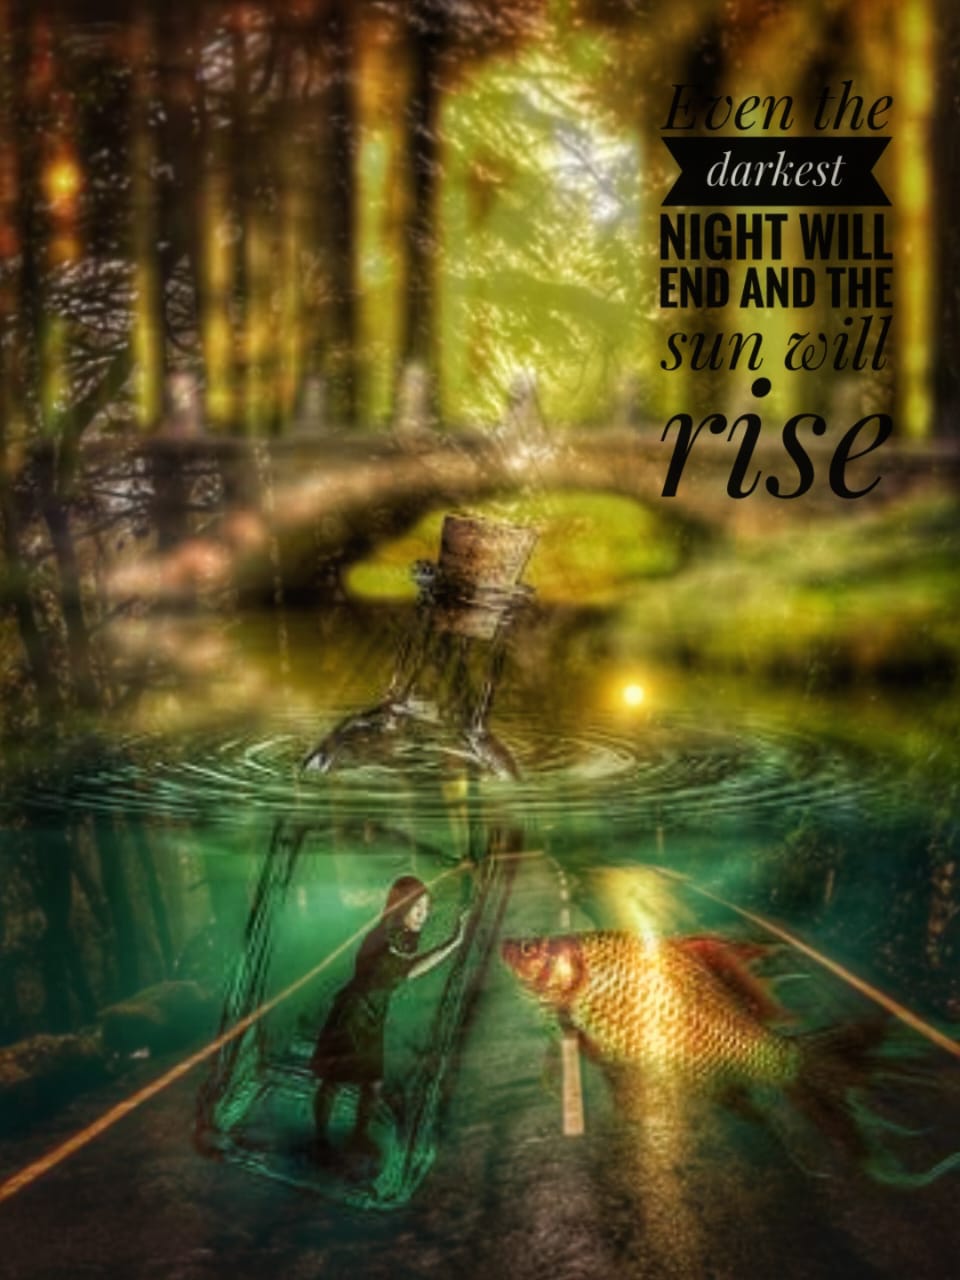 Even the
darkest
NIGHT WILL
END AND THE
sun will
rise